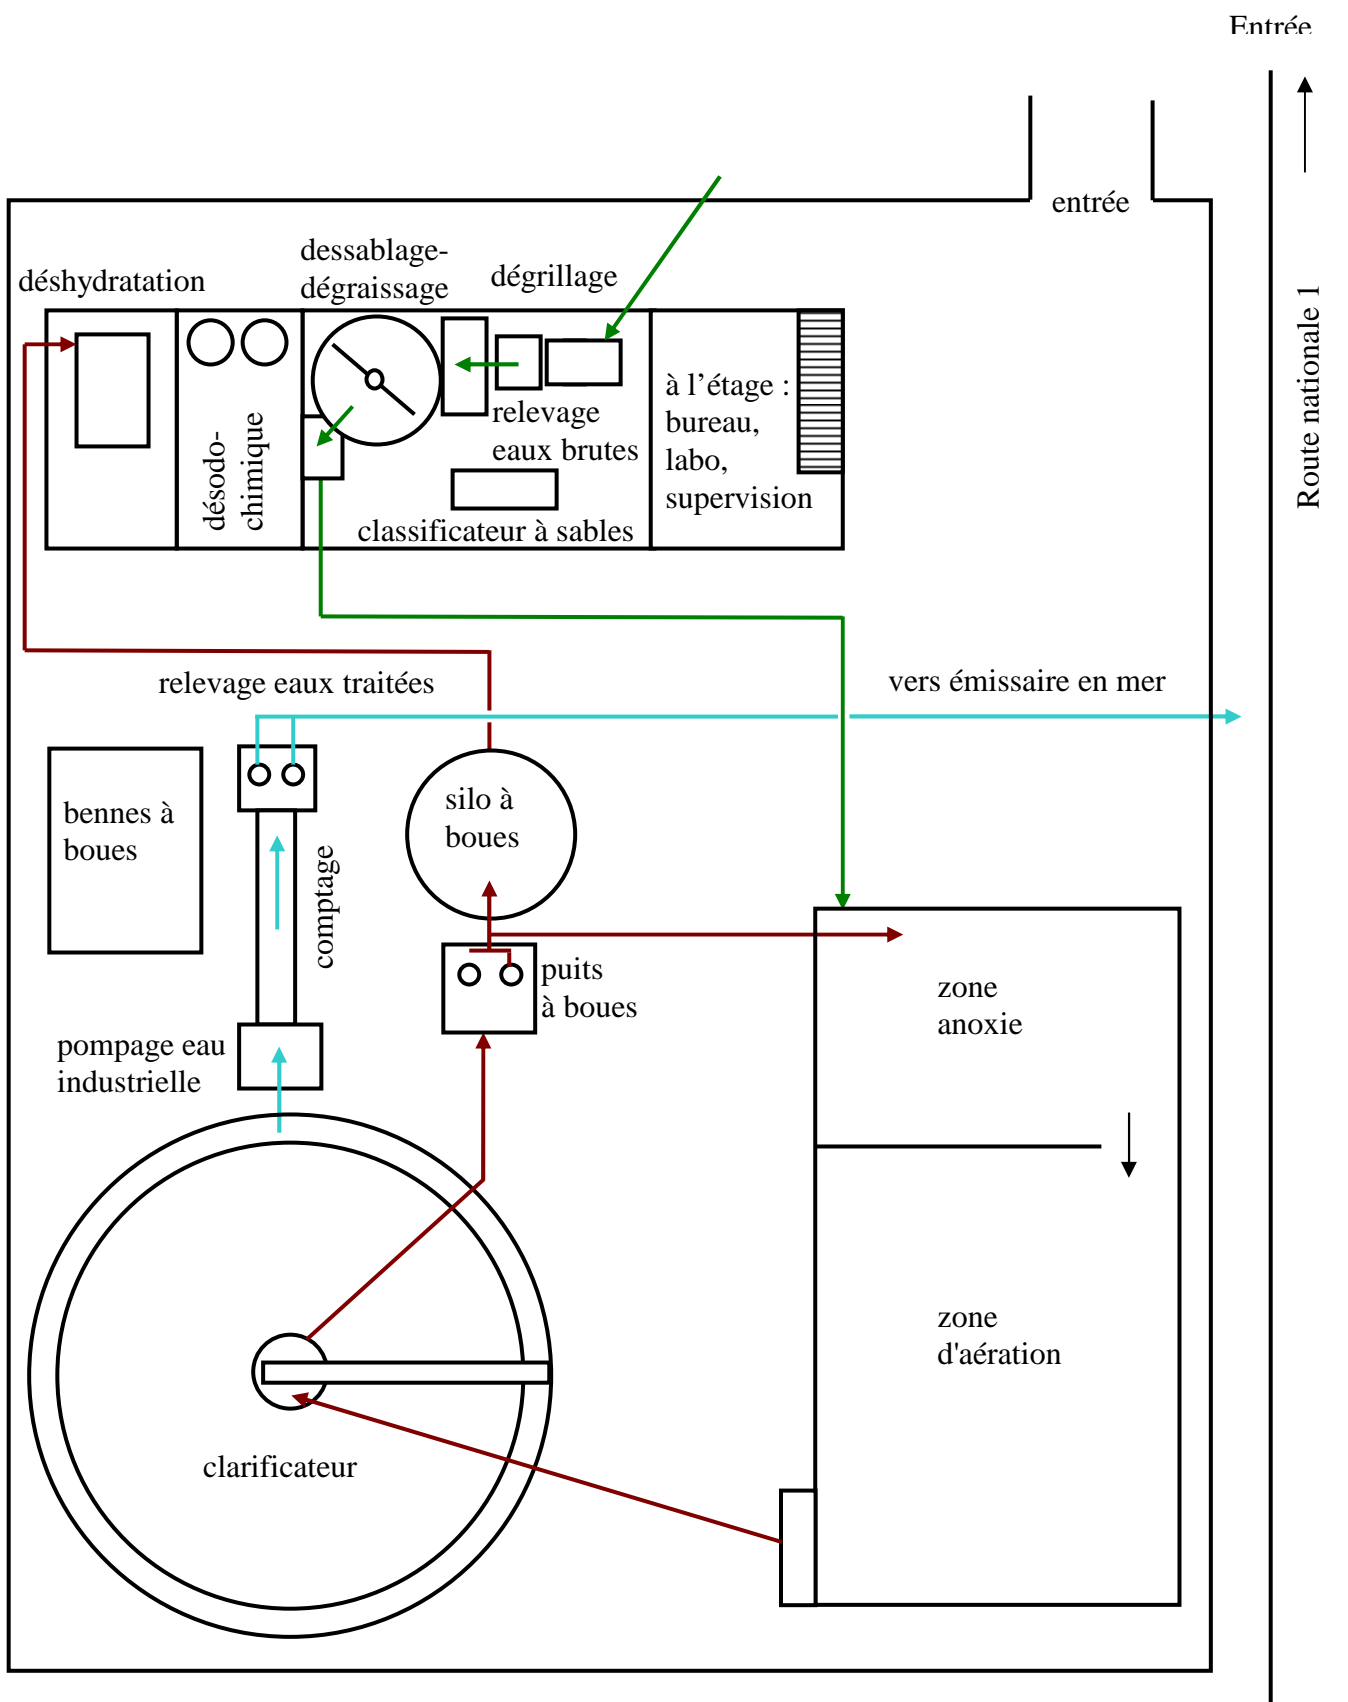 Entrée
entrée
Route nationale 1
déshydratation
dessablage-
dégraissage
dégrillage
désodo-
chimique
relevage
eaux brutes
classificateur à sables
à l’étage :
bureau,
labo,
supervision
relevage eaux traitées
vers émissaire en mer
bennes à
boues
comptage
silo à
boues
puits
à boues
pompage eau
industrielle
zone
anoxie
zone
d'aération
clarificateur